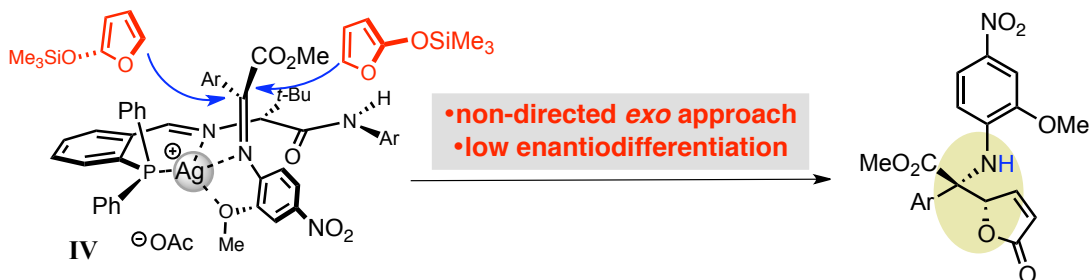 Me₃SiO
O
CO₂Me
O
OSiMe₃
Ar
t-Bu
H
Ph
N
N
Ar
O
⊕
Ag
N
P
Ph
O
Me
NO₂
IV
⊖OAc
•non-directed exo approach
•low enantiodifferentiation
NO₂
OMe
MeO₂C
NH
Ar
O
O